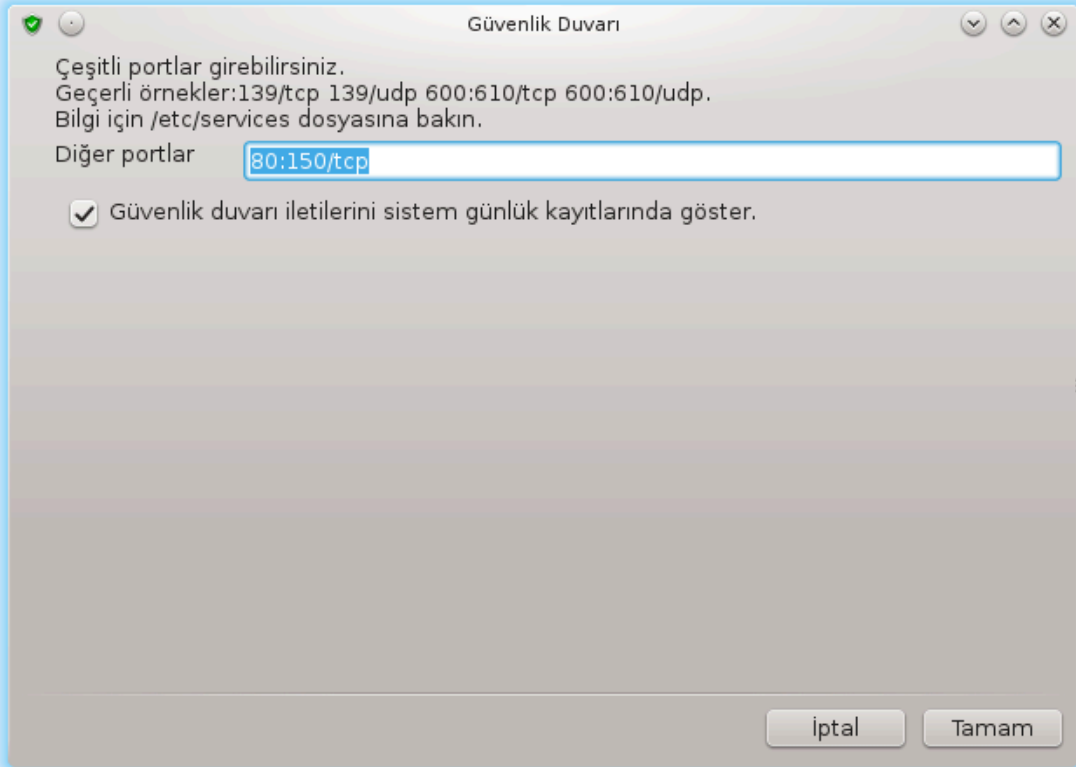 Güvenlik Duvarı
Çeşitli portlar girebilirsiniz.
Geçerli örnekler:139/tcp 139/udp 600:610/tcp 600:610/udp.
Bilgi için /etc/services dosyasına bakın.
Diğer portlar
80:150/tcp
Güvenlik duvarı iletilerini sistem günlük kayıtlarında göster.
İptal
Tamam